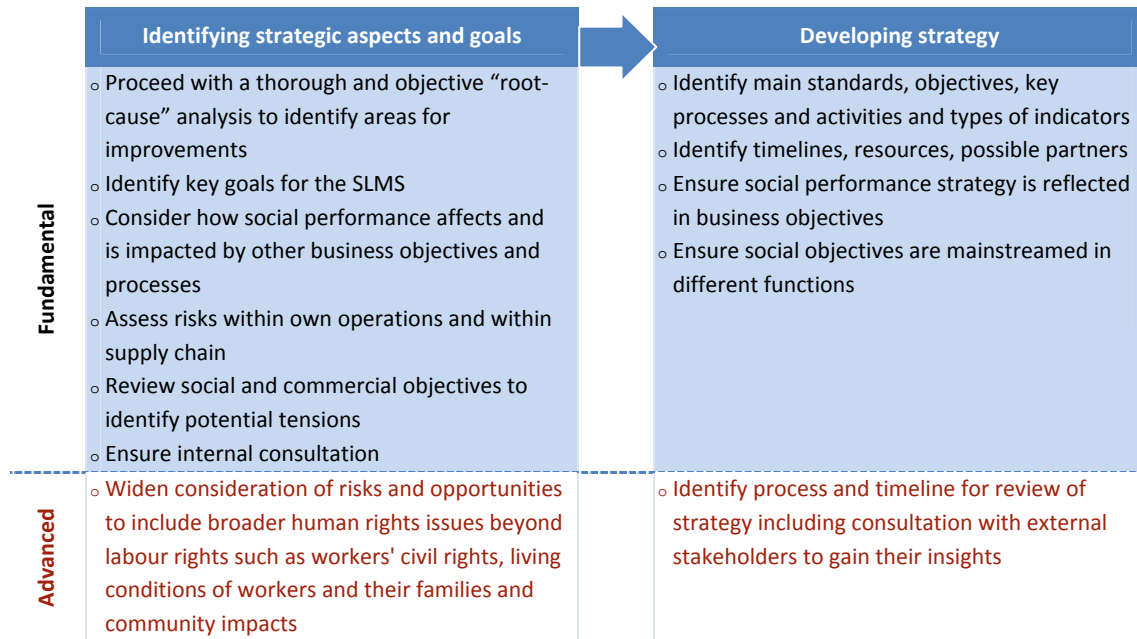 Identifying strategic aspects and goals
Developing strategy
Fundamental
o Proceed with a thorough and objective “root-
cause” analysis to identify areas for
improvements
o Identify key goals for the SLMS
o Consider how social performance affects and
is impacted by other business objectives and
processes
o Assess risks within own operations and within
supply chain
o Review social and commercial objectives to
identify potential tensions
o Ensure internal consultation
o Identify main standards, objectives, key
processes and activities and types of indicators
o Identify timelines, resources, possible partners
o Ensure social performance strategy is reflected
in business objectives
o Ensure social objectives are mainstreamed in
different functions
Advanced
o Widen consideration of risks and opportunities
to include broader human rights issues beyond
labour rights such as workers' civil rights, living
conditions of workers and their families and
community impacts
o Identify process and timeline for review of
strategy including consultation with external
stakeholders to gain their insights